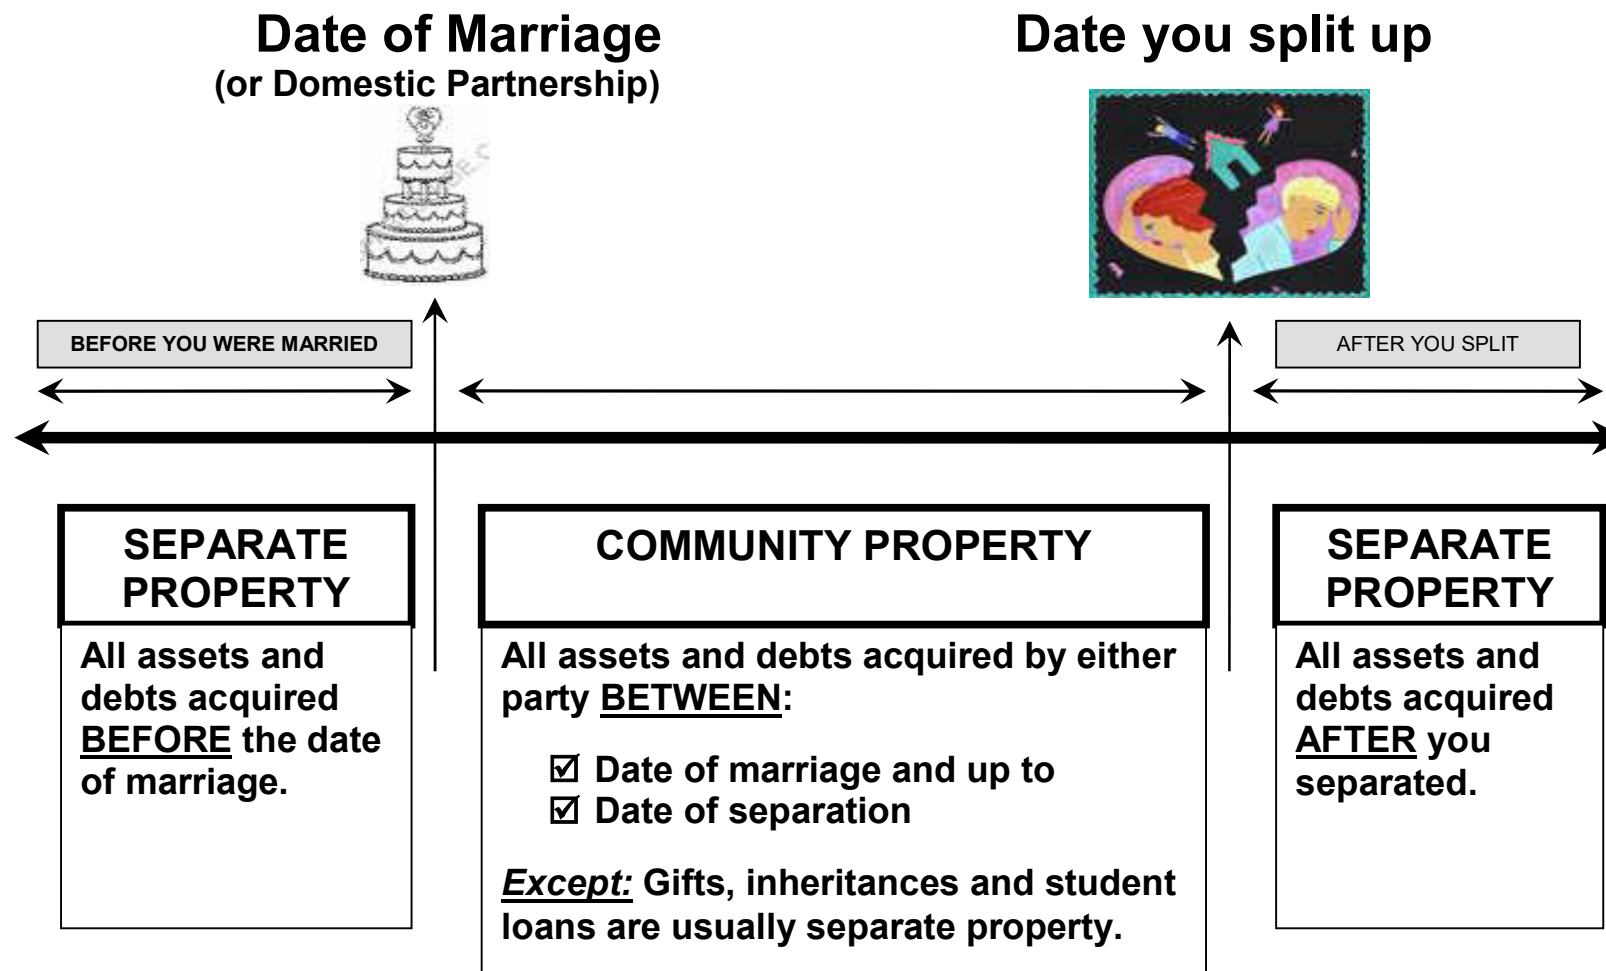 Date of Marriage
(or Domestic Partnership)
Date you split up
BEFORE YOU WERE MARRIED
AFTER YOU SPLIT
SEPARATE
PROPERTY
All assets and
debts acquired
BEFORE the date
of marriage.
COMMUNITY PROPERTY
All assets and debts acquired by either
party BETWEEN:
☑ Date of marriage and up to
☑ Date of separation
Except: Gifts, inheritances and student
loans are usually separate property.
SEPARATE
PROPERTY
All assets and
debts acquired
AFTER you
separated.